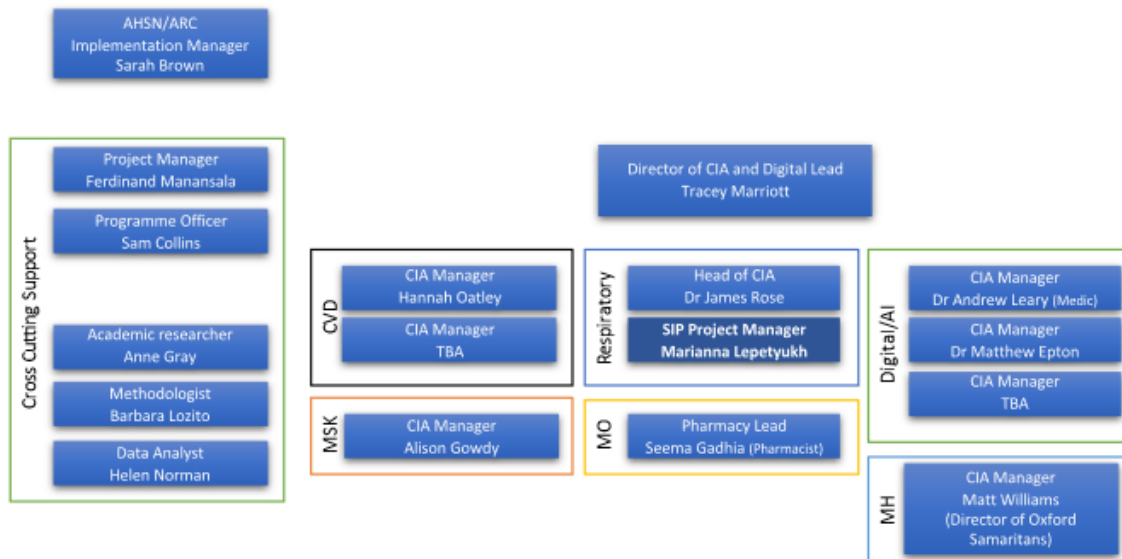 AHSN/ARC
Implementation Manager
Sarah Brown
Cross Cutting Support
Project Manager
Ferdinand Manansala
Programme Officer
Sam Collins
Academic researcher
Anne Gray
Methodologist
Barbara Lozito
Data Analyst
Helen Norman
Director of CIA and Digital Lead
Tracey Marriott
CVD
CIA Manager
Hannah Oatley
CIA Manager
TBA
Respiratory
Head of CIA
Dr James Rose
SIP Project Manager
Marianna Lepetyukh
Digital/AI
CIA Manager
Dr Andrew Leary (Medic)
CIA Manager
Dr Matthew Epton
CIA Manager
TBA
MSK
CIA Manager
Alison Gowdy
MO
Pharmacy Lead
Seema Gadhia (Pharmacist)
MH
CIA Manager
Matt Williams
(Director of Oxford
Samaritans)